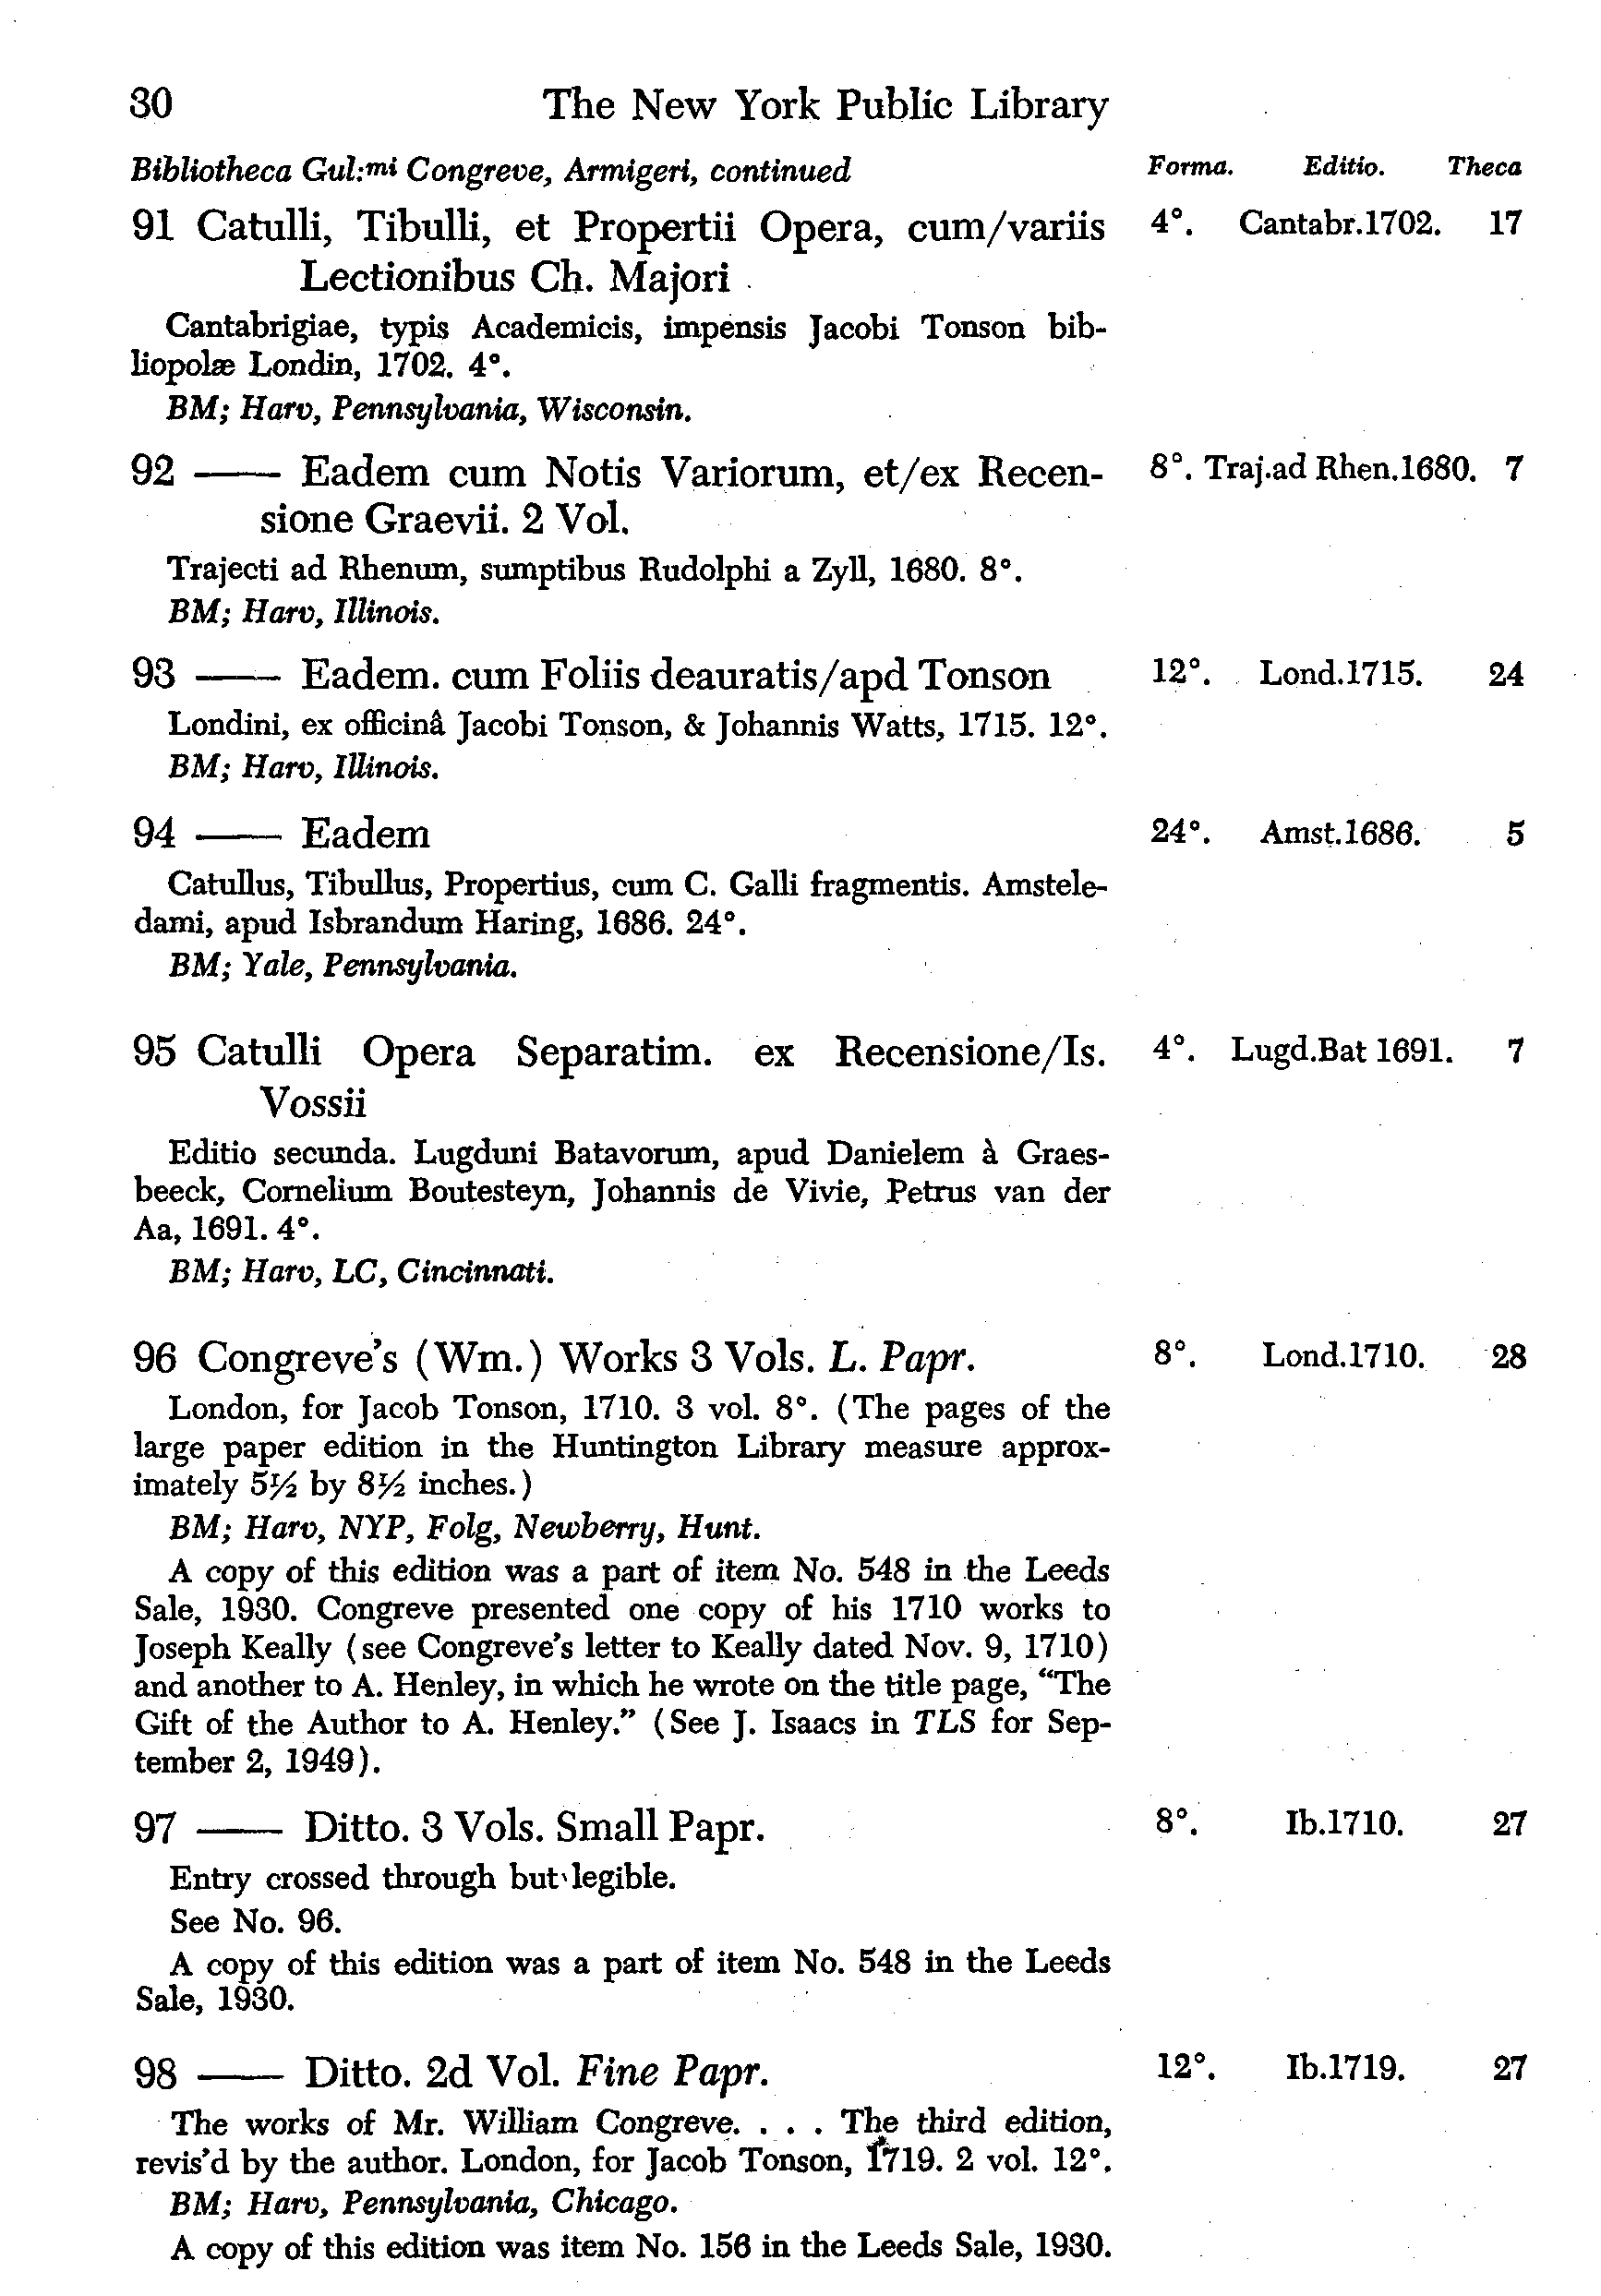 30 The New York Public Library
Bibliotheca Gul:mi Congreve, Armigeri, continued Forma. Editio. Theca
91 Catulli, Tibulli, et Propertii Opera, cum/variis 4°. Cantabr.1702. 17
Lectionibus Ch. Majori
Cantabrigiae, typis Academicis, impensis Jacobi Tonson bib-
liopolæ Londin, 1702. 4°.
BM; Harv, Pennsylvania, Wisconsin.
92 —— Eadem cum Notis Variorum, et/ex Recen- 8°. Traj.ad Rhen.1680. 7
sione Graevii. 2 Vol.
Trajecti ad Rhenum, sumptibus Rudolphi a Zyll, 1680. 8°.
BM; Harv, Illinois.
93 —— Eadem. cum Foliis deauratis/apd Tonson 12°. Lond.1715. 24
Londini, ex officinâ Jacobi Tonson, & Johannis Watts, 1715. 12°.
BM; Harv, Illinois.
94 —— Eadem 24°. Amst.1686. 5
Catullus, Tibullus, Propertius, cum C. Galli fragmentis. Amstele-
dami, apud Isbrandum Haring, 1686. 24°.
BM; Yale, Pennsylvania.
95 Catulli Opera Separatim. ex Recensione/Is. 4°. Lugd.Bat 1691. 7
Vossii
Editio secunda. Lugduni Batavorum, apud Danielem à Graes-
beeck, Cornelium Boutesteyn, Johannis de Vivie, Petrus van der
Aa, 1691. 4°.
BM; Harv, LC, Cincinnati.
96 Congreve's (Wm.) Works 3 Vols. L. Papr. 8°. Lond.1710. 28
London, for Jacob Tonson, 1710. 3 vol. 8°. (The pages of the
large paper edition in the Huntington Library measure approx-
imately 5½ by 8½ inches.)
BM; Harv, NYP, Folg, Newberry, Hunt.
A copy of this edition was a part of item No. 548 in the Leeds
Sale, 1930. Congreve presented one copy of his 1710 works to
Joseph Keally (see Congreve's letter to Keally dated Nov. 9, 1710)
and another to A. Henley, in which he wrote on the title page, “The
Gift of the Author to A. Henley.” (See J. Isaacs in TLS for Sep-
tember 2, 1949).
97 —— Ditto. 3 Vols. Small Papr. 8°. Ib.1710. 27
Entry crossed through but legible.
See No. 96.
A copy of this edition was a part of item No. 548 in the Leeds
Sale, 1930.
98 —— Ditto. 2d Vol. Fine Papr. 12°. Ib.1719. 27
The works of Mr. William Congreve. . . . The third edition,
revis'd by the author. London, for Jacob Tonson, 1719. 2 vol. 12°.
BM; Harv, Pennsylvania, Chicago.
A copy of this edition was item No. 156 in the Leeds Sale, 1930.